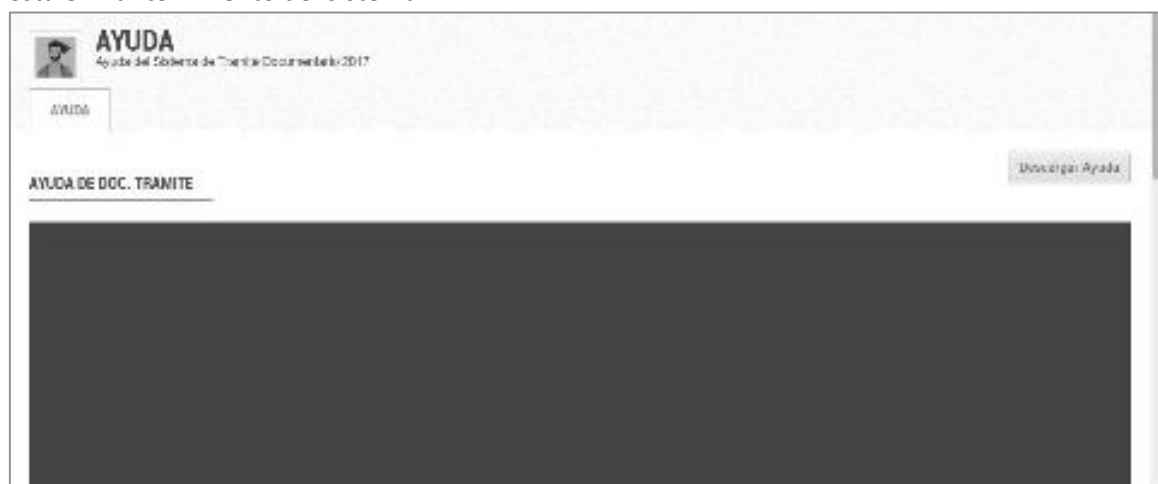 AYUDA
Ayuda del Sistema de Tramite Documentario 2017
AYUDA
Descargar Ayuda
AYUDA DE DOC. TRAMITE